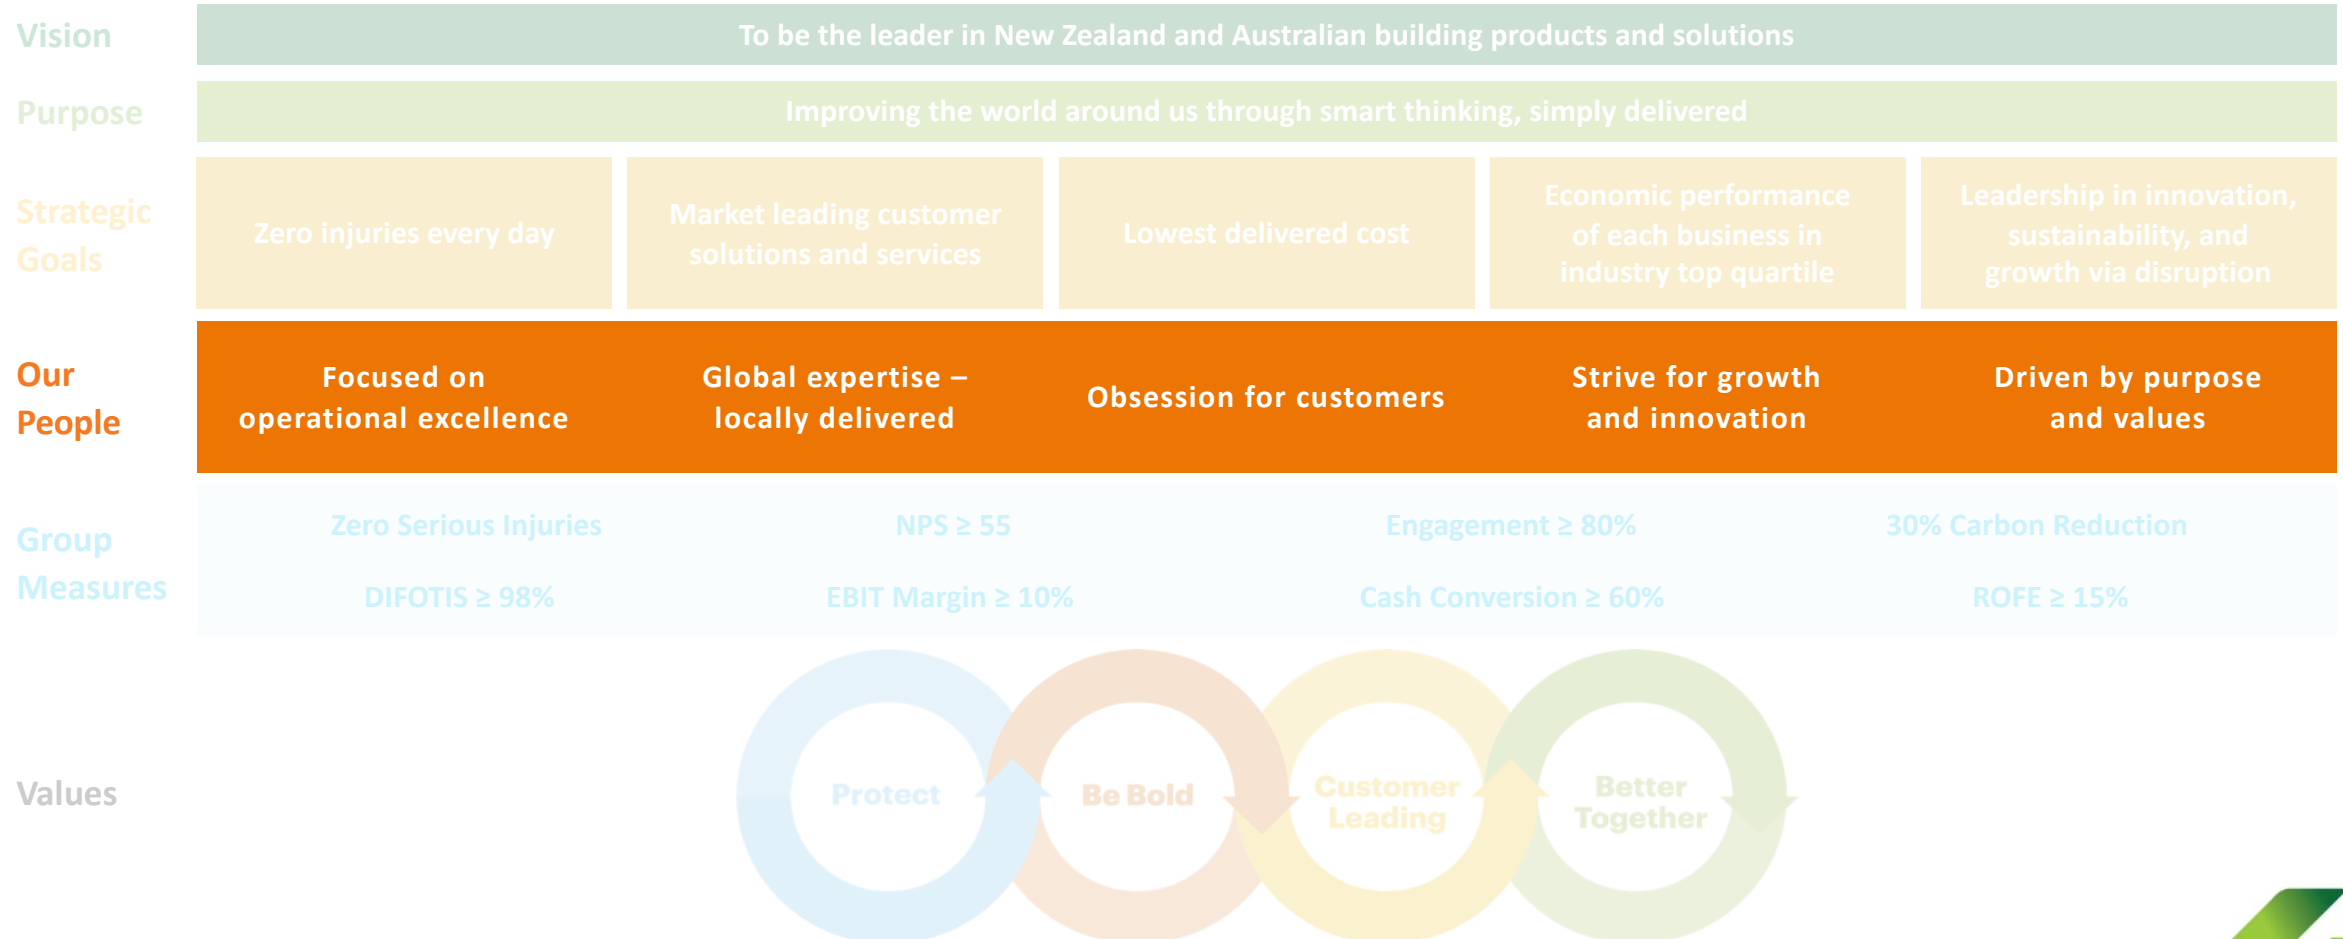 Vision
To be the leader in New Zealand and Australian building products and solutions
Purpose
Improving the world around us through smart thinking, simply delivered
Strategic
Goals
Zero injuries every day
Market leading customer
solutions and services
Lowest delivered cost
Economic performance
of each business in
industry top quartile
Leadership in innovation,
sustainability, and
growth via disruption
Our
People
Focused on
operational excellence
Global expertise –
locally delivered
Obsession for customers
Strive for growth
and innovation
Driven by purpose
and values
Group
Measures
Zero Serious Injuries
NPS ≥ 55
Engagement ≥ 80%
30% Carbon Reduction
DIFOTIS ≥ 98%
EBIT Margin ≥ 10%
Cash Conversion ≥ 60%
ROFE ≥ 15%
Values
Protect
Be Bold
Customer
Leading
Better
Together